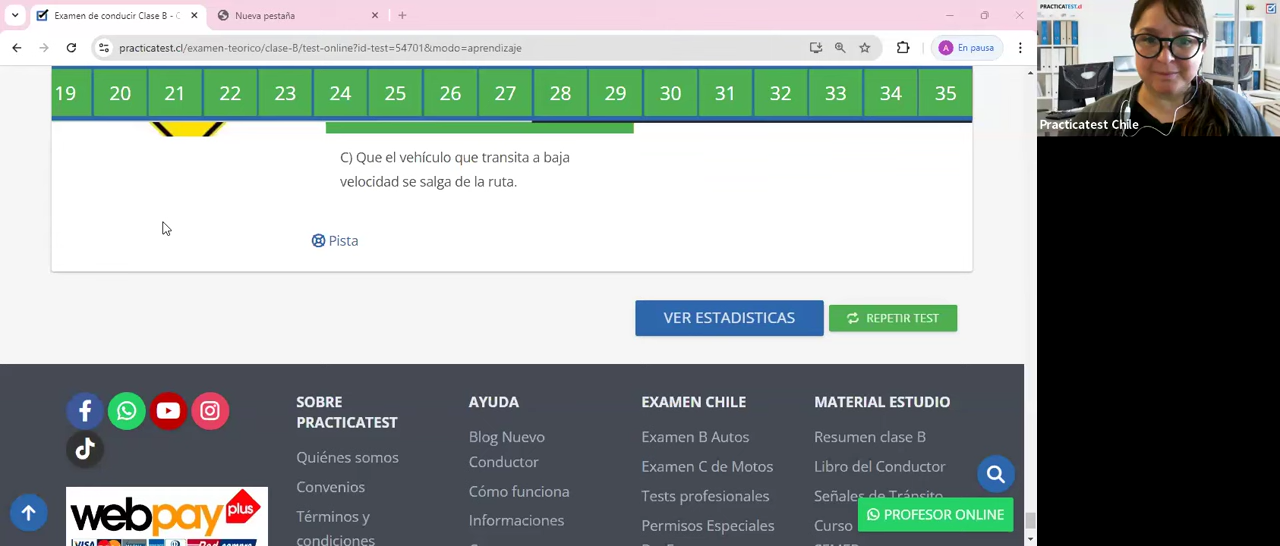 Examen de conducir Clase B - C
Nueva pestaña
practicatest.cl/examen-teorico/clase-B/test-online?id-test=54701&modo=aprendizaje
A En pausa
PRACTICATEST.CL
Practicatest Chile
19 20 21 22 23 24 25 26 27 28 29 30 31 32 33 34 35
C) Que el vehículo que transita a baja
velocidad se salga de la ruta.
Pista
VER ESTADISTICAS
REPETIR TEST
SOBRE
PRACTICATEST
Quiénes somos
Convenios
Términos y
condiciones
AYUDA
Blog Nuevo
Conductor
Cómo funciona
Informaciones
EXAMEN CHILE
Examen B Autos
Examen C de Motos
Tests profesionales
Permisos Especiales
MATERIAL ESTUDIO
Resumen clase B
Libro del Conductor
Señales de Tránsito
Curso
PROFESOR ONLINE
webpay plus
VISA